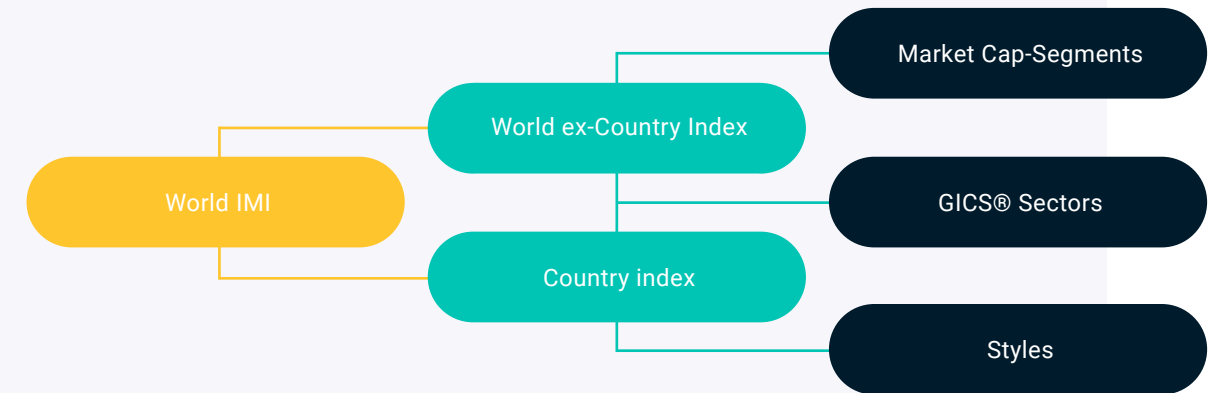 World IMI
World ex-Country Index
Country index
Market Cap-Segments
GICS® Sectors
Styles